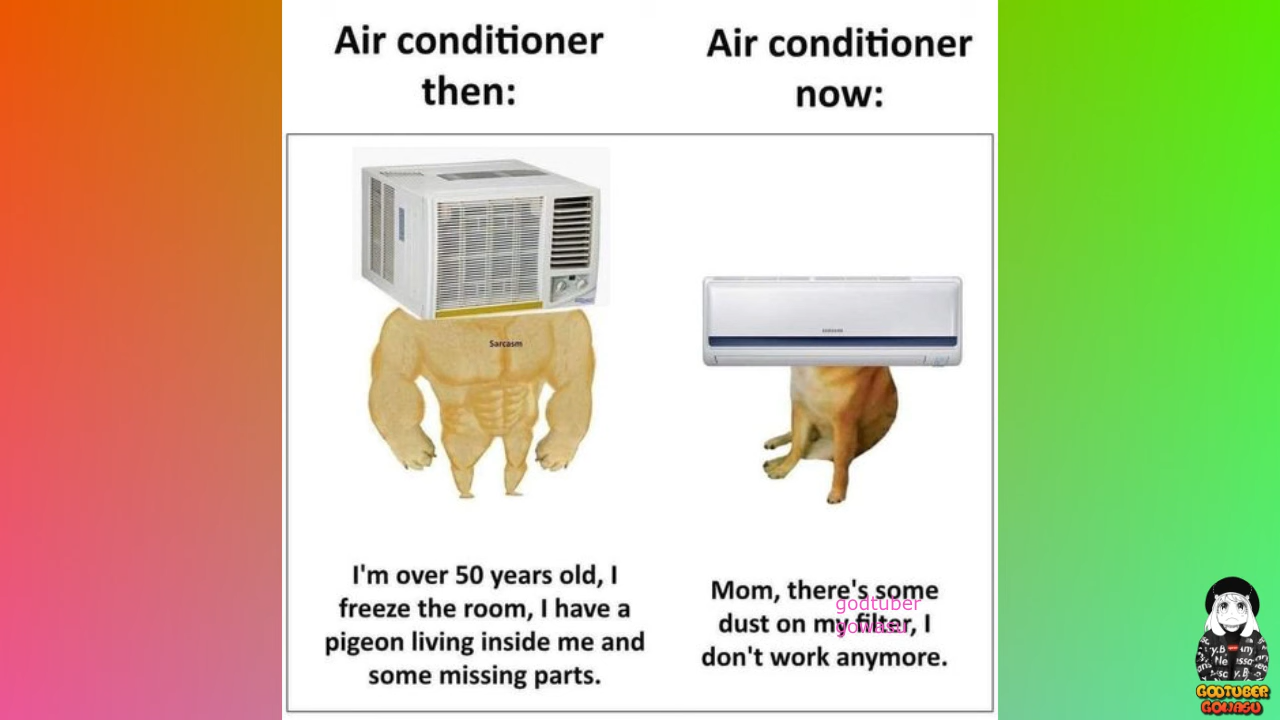 Air conditioner
then:
Air conditioner
now:
Sarcasm
SAMSUNG
I'm over 50 years old, I
freeze the room, I have a
pigeon living inside me and
some missing parts.
Mom, there's some
dust on my filter, I
don't work anymore.
godtuber
gowasu
GODTUBER
GOWASU